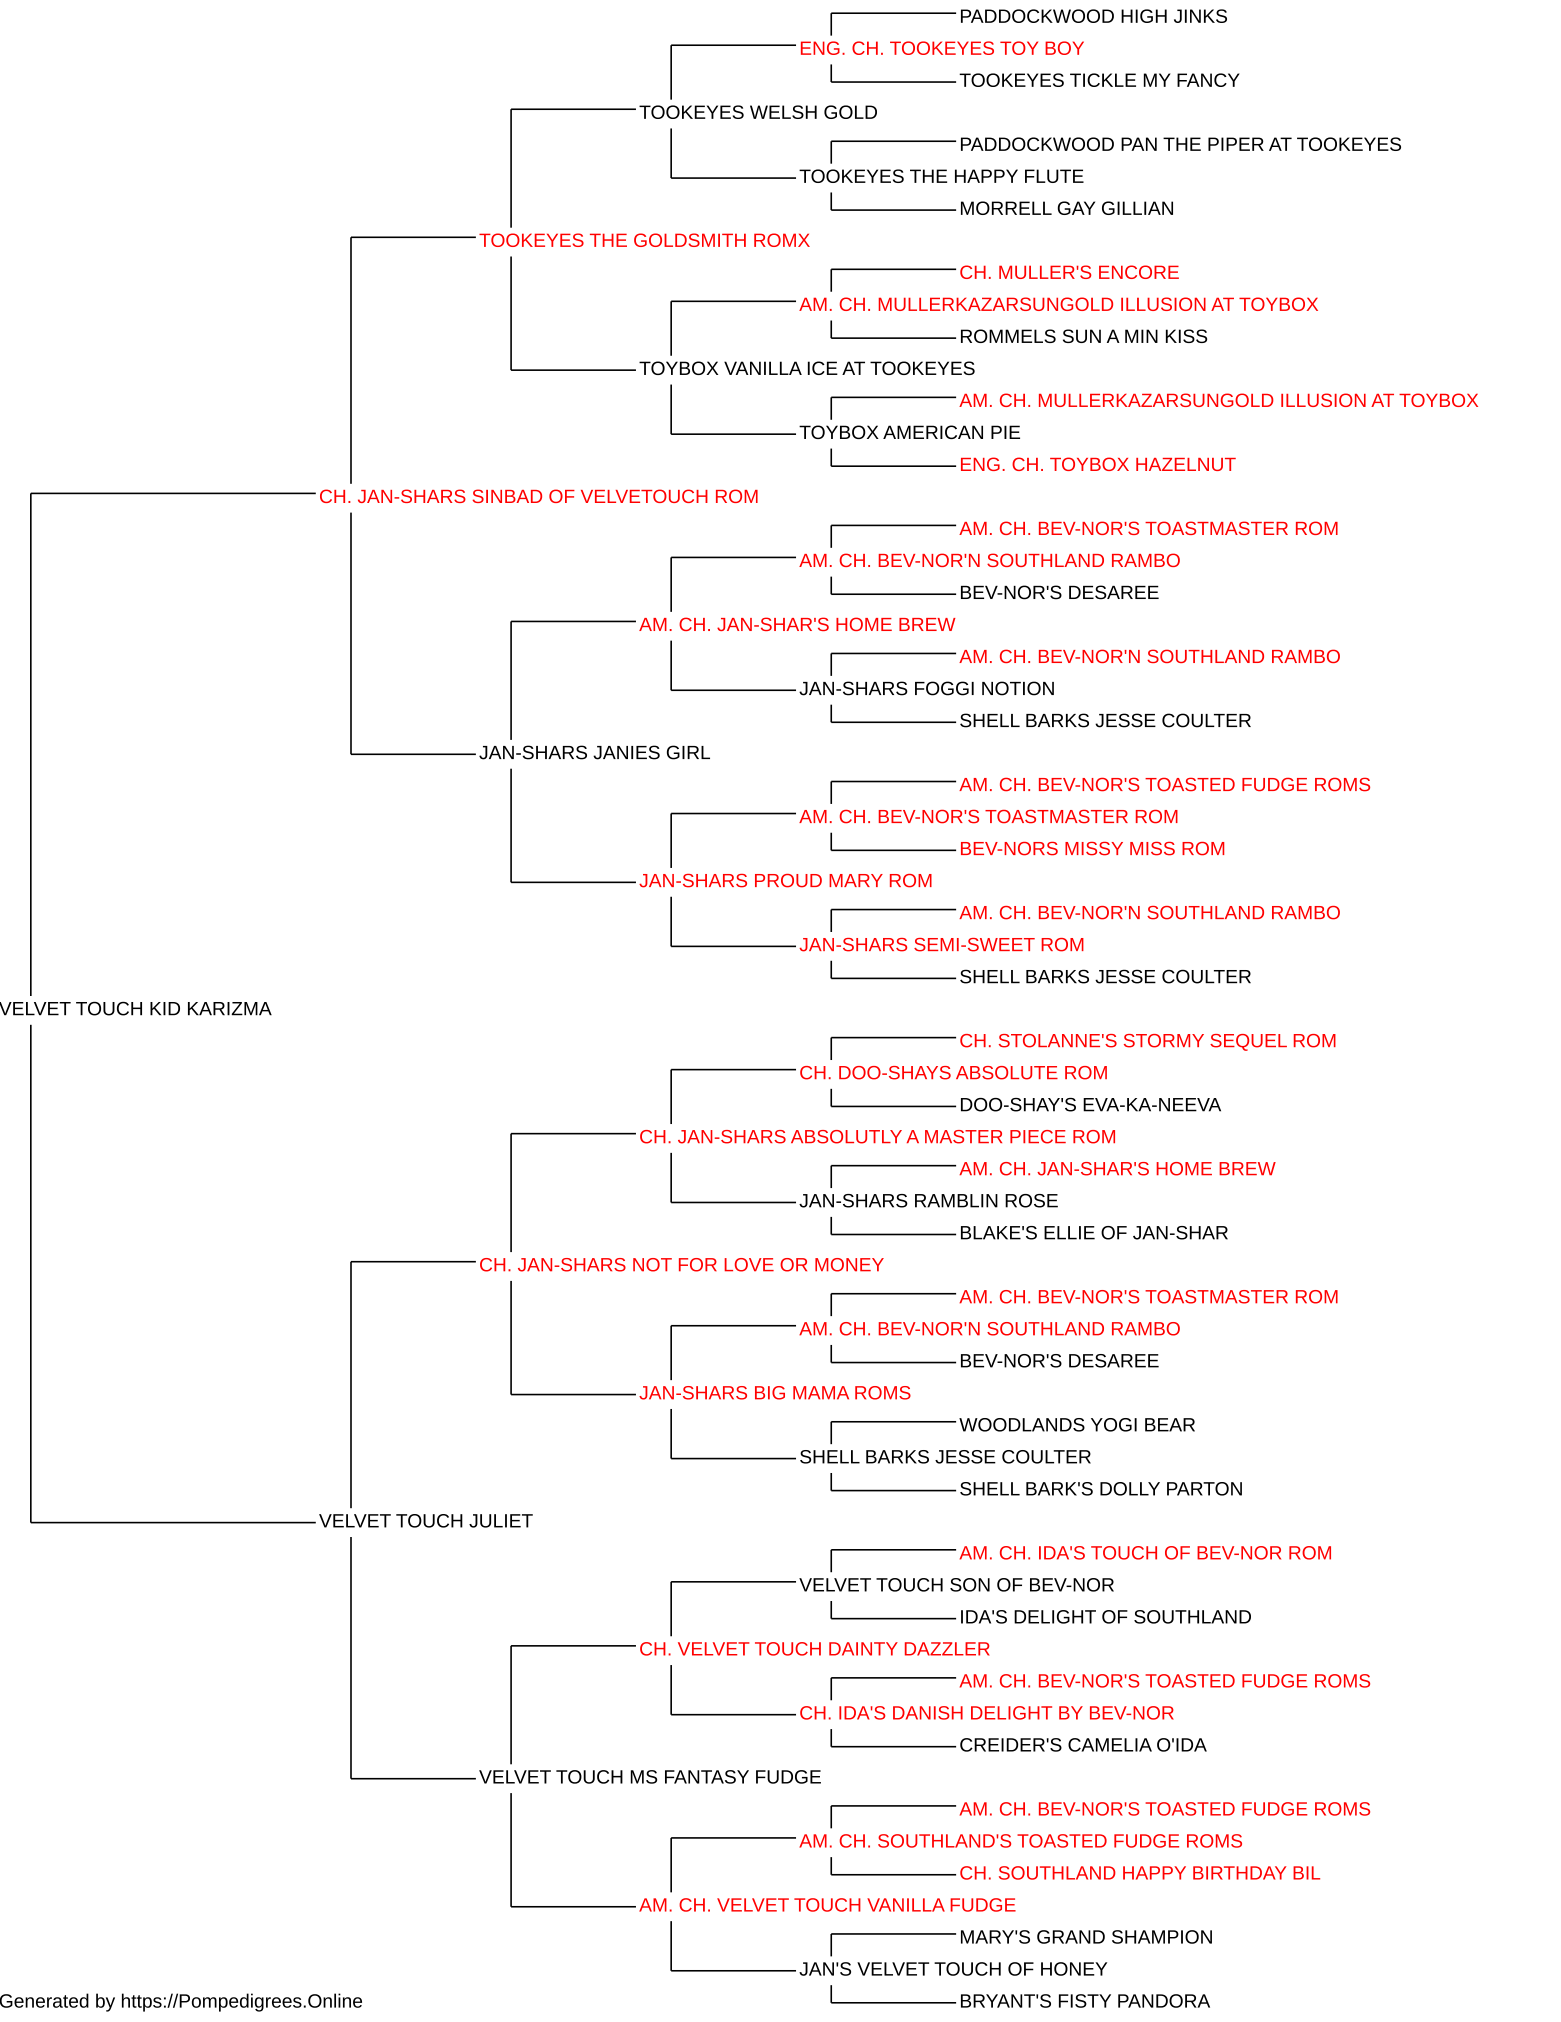 PADDOCKWOOD HIGH JINKS
ENG. CH. TOOKEYES TOY BOY
TOOKEYES TICKLE MY FANCY
TOOKEYES WELSH GOLD
PADDOCKWOOD PAN THE PIPER AT TOOKEYES
TOOKEYES THE HAPPY FLUTE
MORRELL GAY GILLIAN
TOOKEYES THE GOLDSMITH ROMX
CH. MULLER'S ENCORE
AM. CH. MULLERKAZARSUNGOLD ILLUSION AT TOYBOX
ROMMELS SUN A MIN KISS
TOYBOX VANILLA ICE AT TOOKEYES
AM. CH. MULLERKAZARSUNGOLD ILLUSION AT TOYBOX
TOYBOX AMERICAN PIE
ENG. CH. TOYBOX HAZELNUT
CH. JAN-SHARS SINBAD OF VELVETOUCH ROM
AM. CH. BEV-NOR'S TOASTMASTER ROM
AM. CH. BEV-NOR'N SOUTHLAND RAMBO
BEV-NOR'S DESAREE
AM. CH. JAN-SHAR'S HOME BREW
AM. CH. BEV-NOR'N SOUTHLAND RAMBO
JAN-SHARS FOGGI NOTION
SHELL BARKS JESSE COULTER
JAN-SHARS JANIES GIRL
AM. CH. BEV-NOR'S TOASTED FUDGE ROMS
AM. CH. BEV-NOR'S TOASTMASTER ROM
BEV-NORS MISSY MISS ROM
JAN-SHARS PROUD MARY ROM
AM. CH. BEV-NOR'N SOUTHLAND RAMBO
JAN-SHARS SEMI-SWEET ROM
SHELL BARKS JESSE COULTER
VELVET TOUCH KID KARIZMA
CH. STOLANNE'S STORMY SEQUEL ROM
CH. DOO-SHAYS ABSOLUTE ROM
DOO-SHAY'S EVA-KA-NEEVA
CH. JAN-SHARS ABSOLUTLY A MASTER PIECE ROM
AM. CH. JAN-SHAR'S HOME BREW
JAN-SHARS RAMBLIN ROSE
BLAKE'S ELLIE OF JAN-SHAR
CH. JAN-SHARS NOT FOR LOVE OR MONEY
AM. CH. BEV-NOR'S TOASTMASTER ROM
AM. CH. BEV-NOR'N SOUTHLAND RAMBO
BEV-NOR'S DESAREE
JAN-SHARS BIG MAMA ROMS
WOODLANDS YOGI BEAR
SHELL BARKS JESSE COULTER
SHELL BARK'S DOLLY PARTON
VELVET TOUCH JULIET
AM. CH. IDA'S TOUCH OF BEV-NOR ROM
VELVET TOUCH SON OF BEV-NOR
IDA'S DELIGHT OF SOUTHLAND
CH. VELVET TOUCH DAINTY DAZZLER
AM. CH. BEV-NOR'S TOASTED FUDGE ROMS
CH. IDA'S DANISH DELIGHT BY BEV-NOR
CREIDER'S CAMELIA O'IDA
VELVET TOUCH MS FANTASY FUDGE
AM. CH. BEV-NOR'S TOASTED FUDGE ROMS
AM. CH. SOUTHLAND'S TOASTED FUDGE ROMS
CH. SOUTHLAND HAPPY BIRTHDAY BIL
AM. CH. VELVET TOUCH VANILLA FUDGE
MARY'S GRAND SHAMPION
JAN'S VELVET TOUCH OF HONEY
BRYANT'S FISTY PANDORA
Generated by https://Pompedigrees.Online